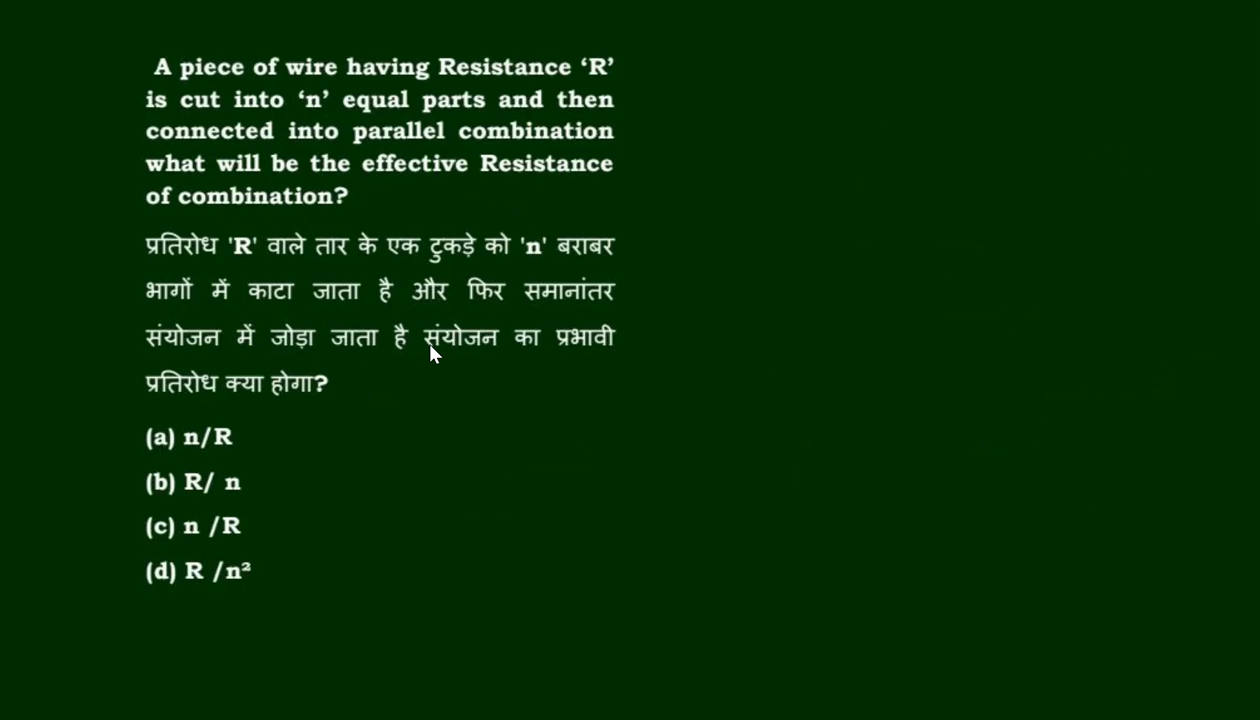 A piece of wire having Resistance ‘R’
is cut into ‘n’ equal parts and then
connected into parallel combination
what will be the effective Resistance
of combination?
प्रतिरोध 'R' वाले तार के एक टुकड़े को 'n' बराबर
भागों में काटा जाता है और फिर समानांतर
संयोजन में जोड़ा जाता है संयोजन का प्रभावी
प्रतिरोध क्या होगा?
(a) n/R
(b) R/ n
(c) n /R
(d) R /n²